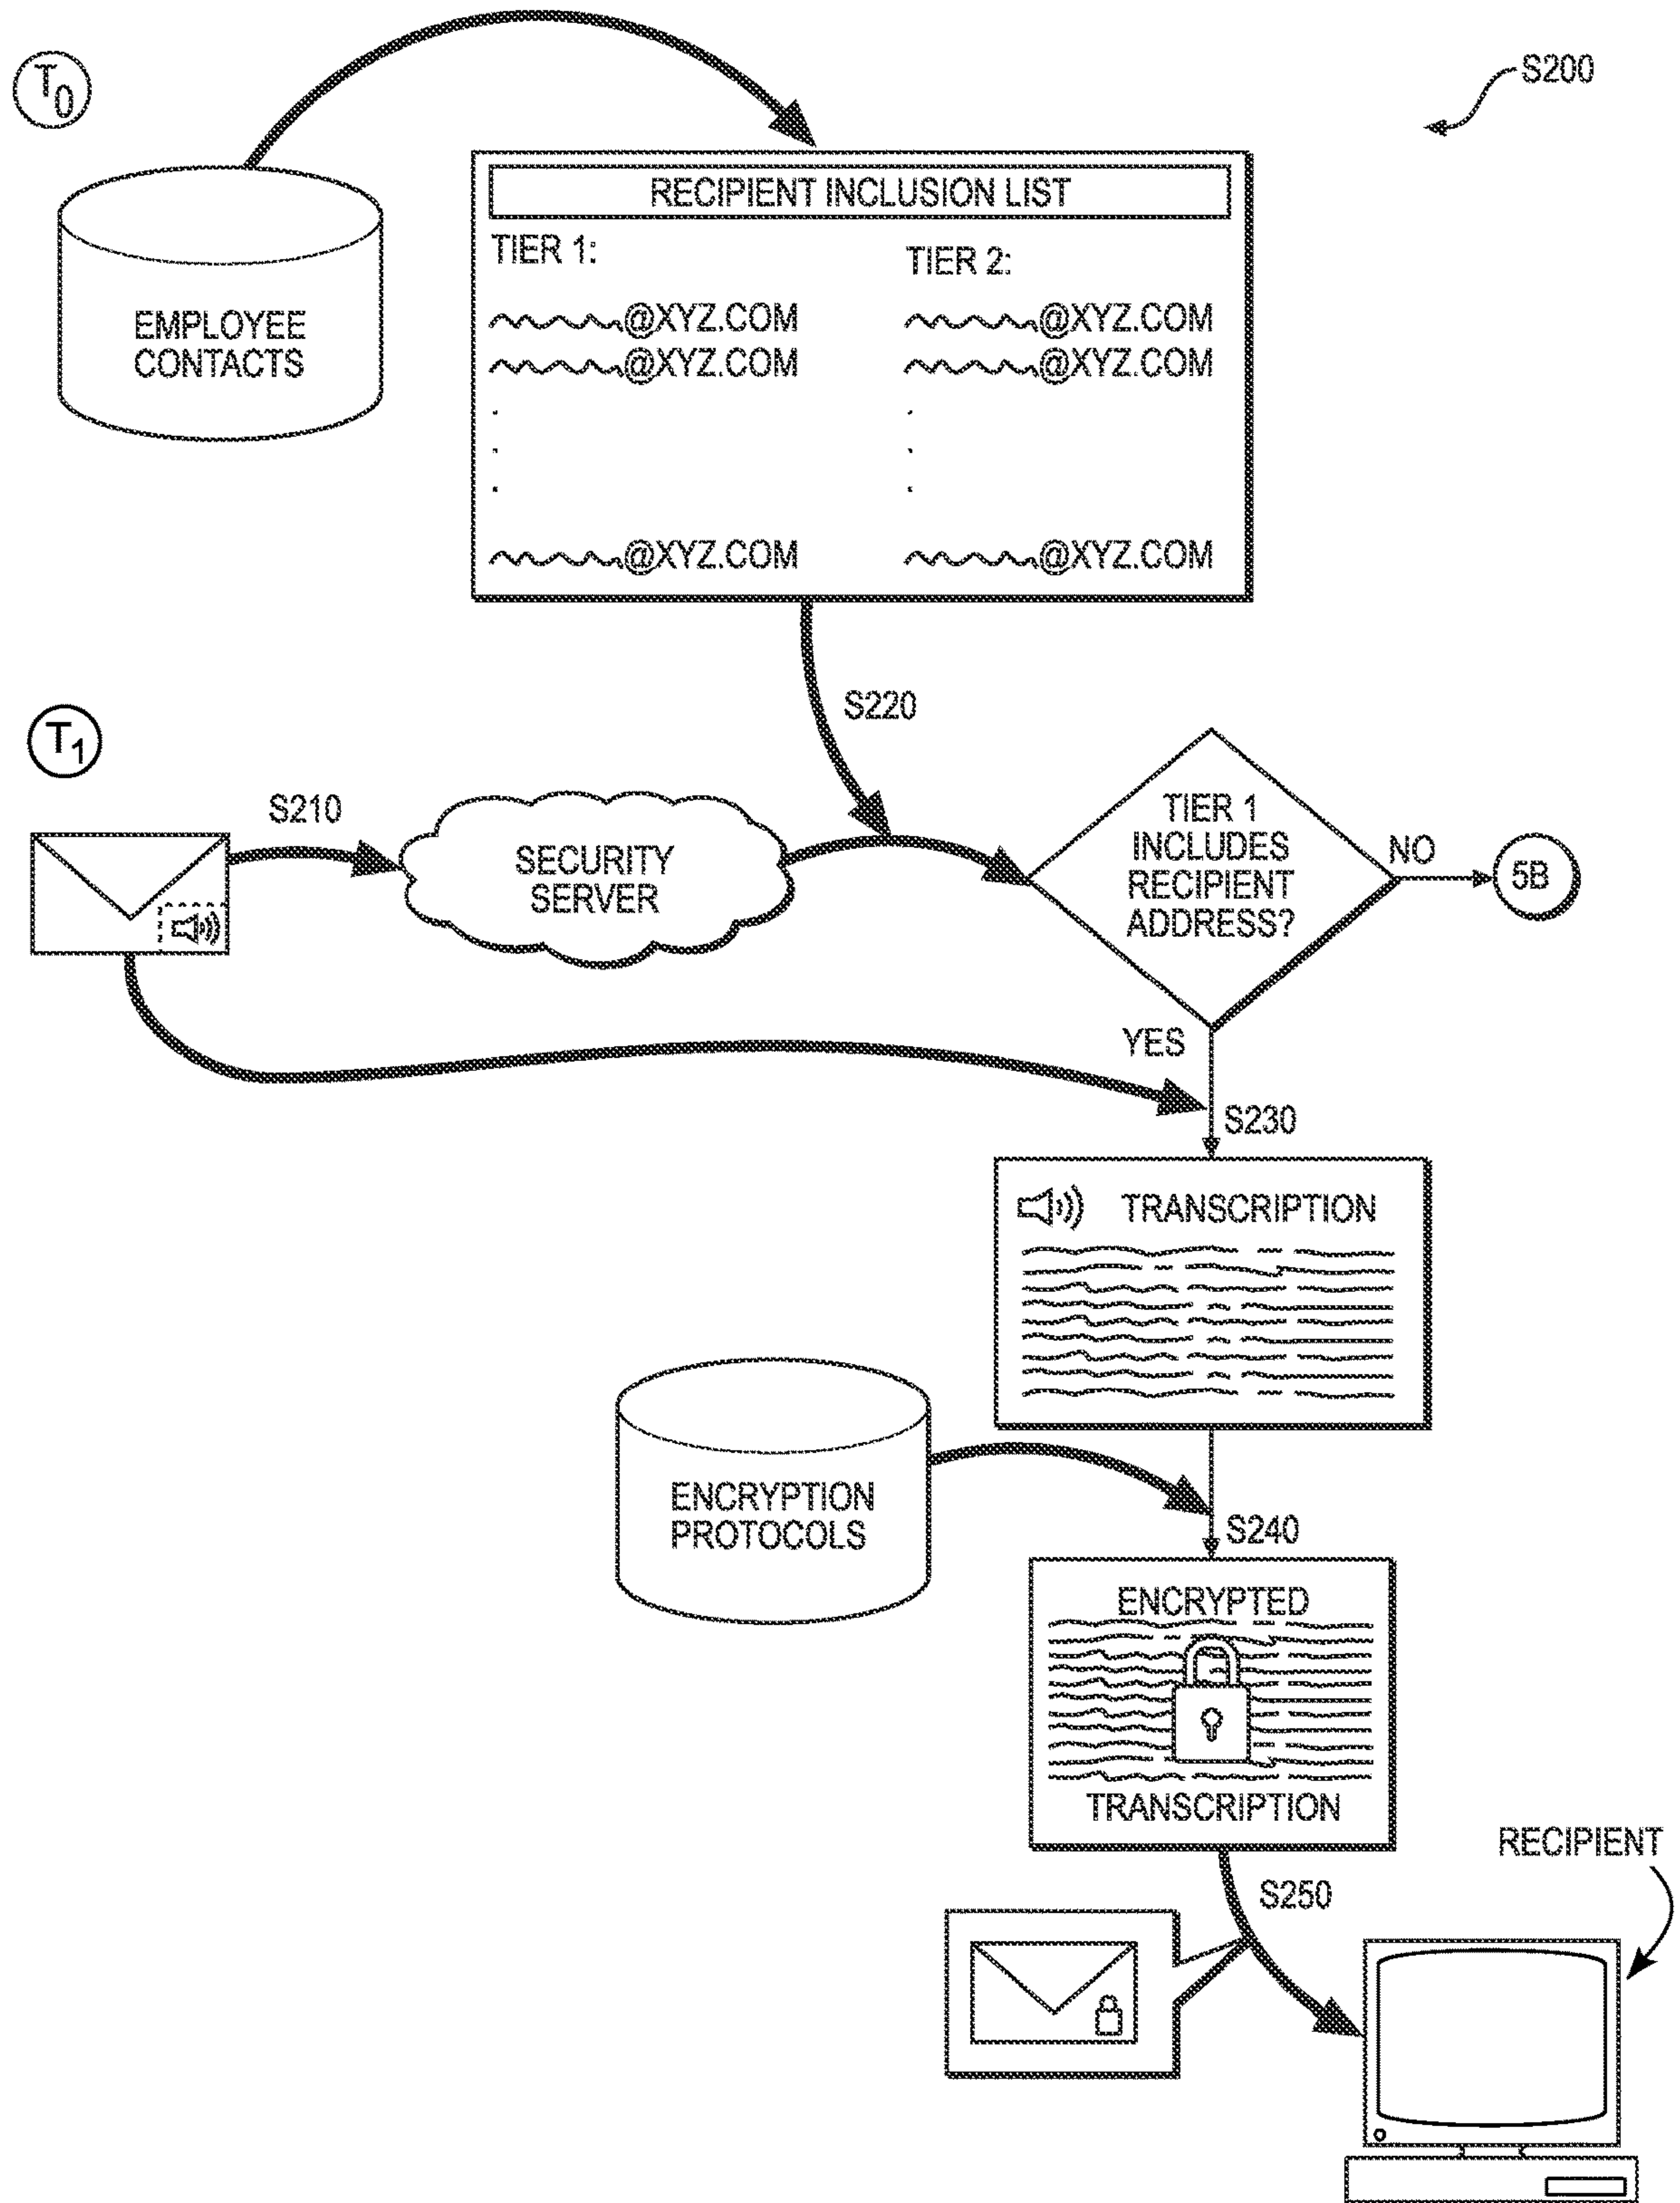 T0
S200
RECIPIENT INCLUSION LIST
TIER 1:
TIER 2:
EMPLOYEE
CONTACTS
@XYZ.COM
@XYZ.COM
@XYZ.COM
@XYZ.COM
@XYZ.COM
@XYZ.COM
S220
T1
S210
SECURITY
SERVER
TIER 1
INCLUDES
RECIPIENT
ADDRESS?
NO
5B
YES
S230
TRANSCRIPTION
ENCRYPTION
PROTOCOLS
S240
ENCRYPTED
TRANSCRIPTION
S250
RECIPIENT